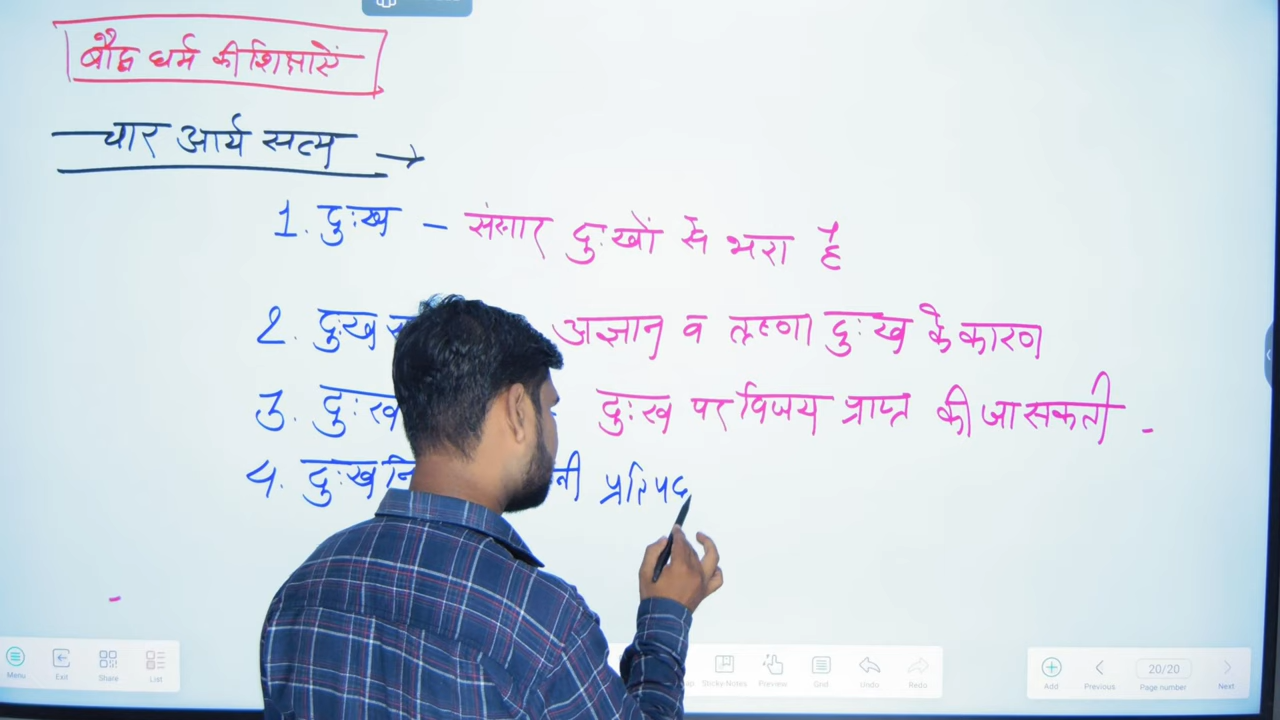 बौद्ध धर्म की शिक्षाऐं
चार आर्य सत्य →
1. दुःख – संसार दुःखों से भरा है
2. दुःख अज्ञान व तृष्णा दुःख के कारण
3. दुःख दुःख पर विजय प्राप्त की जा सकती -
4. दुःख नि नी प्रतिपद
Menu Exit Share List Sticky-Notes Preview Grid Undo Redo Add Previous 20/20 Page number Next